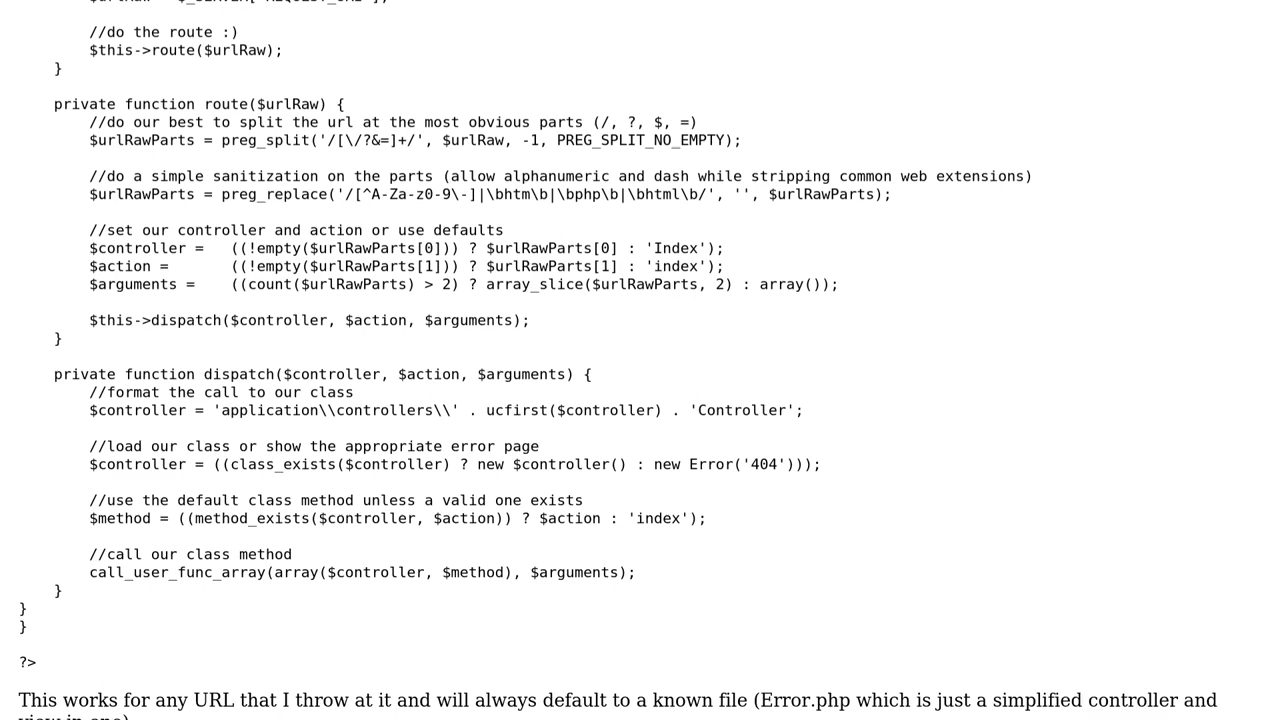 //do the route :)
$this->route($urlRaw);
}
private function route($urlRaw) {
//do our best to split the url at the most obvious parts (/, ?, $, =)
$urlRawParts = preg_split('/[\/?&=]+/', $urlRaw, -1, PREG_SPLIT_NO_EMPTY);
//do a simple sanitization on the parts (allow alphanumeric and dash while stripping common web extensions)
$urlRawParts = preg_replace('/[^A-Za-z0-9\-]|\bhtm\b|\bphp\b|\bhtml\b/', '', $urlRawParts);
//set our controller and action or use defaults
$controller =   ((!empty($urlRawParts[0])) ? $urlRawParts[0] : 'Index');
$action =       ((!empty($urlRawParts[1])) ? $urlRawParts[1] : 'index');
$arguments =    ((count($urlRawParts) > 2) ? array_slice($urlRawParts, 2) : array());
$this->dispatch($controller, $action, $arguments);
}
private function dispatch($controller, $action, $arguments) {
//format the call to our class
$controller = 'application\\controllers\\' . ucfirst($controller) . 'Controller';
//load our class or show the appropriate error page
$controller = ((class_exists($controller) ? new $controller() : new Error('404')));
//use the default class method unless a valid one exists
$method = ((method_exists($controller, $action)) ? $action : 'index');
//call our class method
call_user_func_array(array($controller, $method), $arguments);
}
}
}
?>
This works for any URL that I throw at it and will always default to a known file (Error.php which is just a simplified controller and